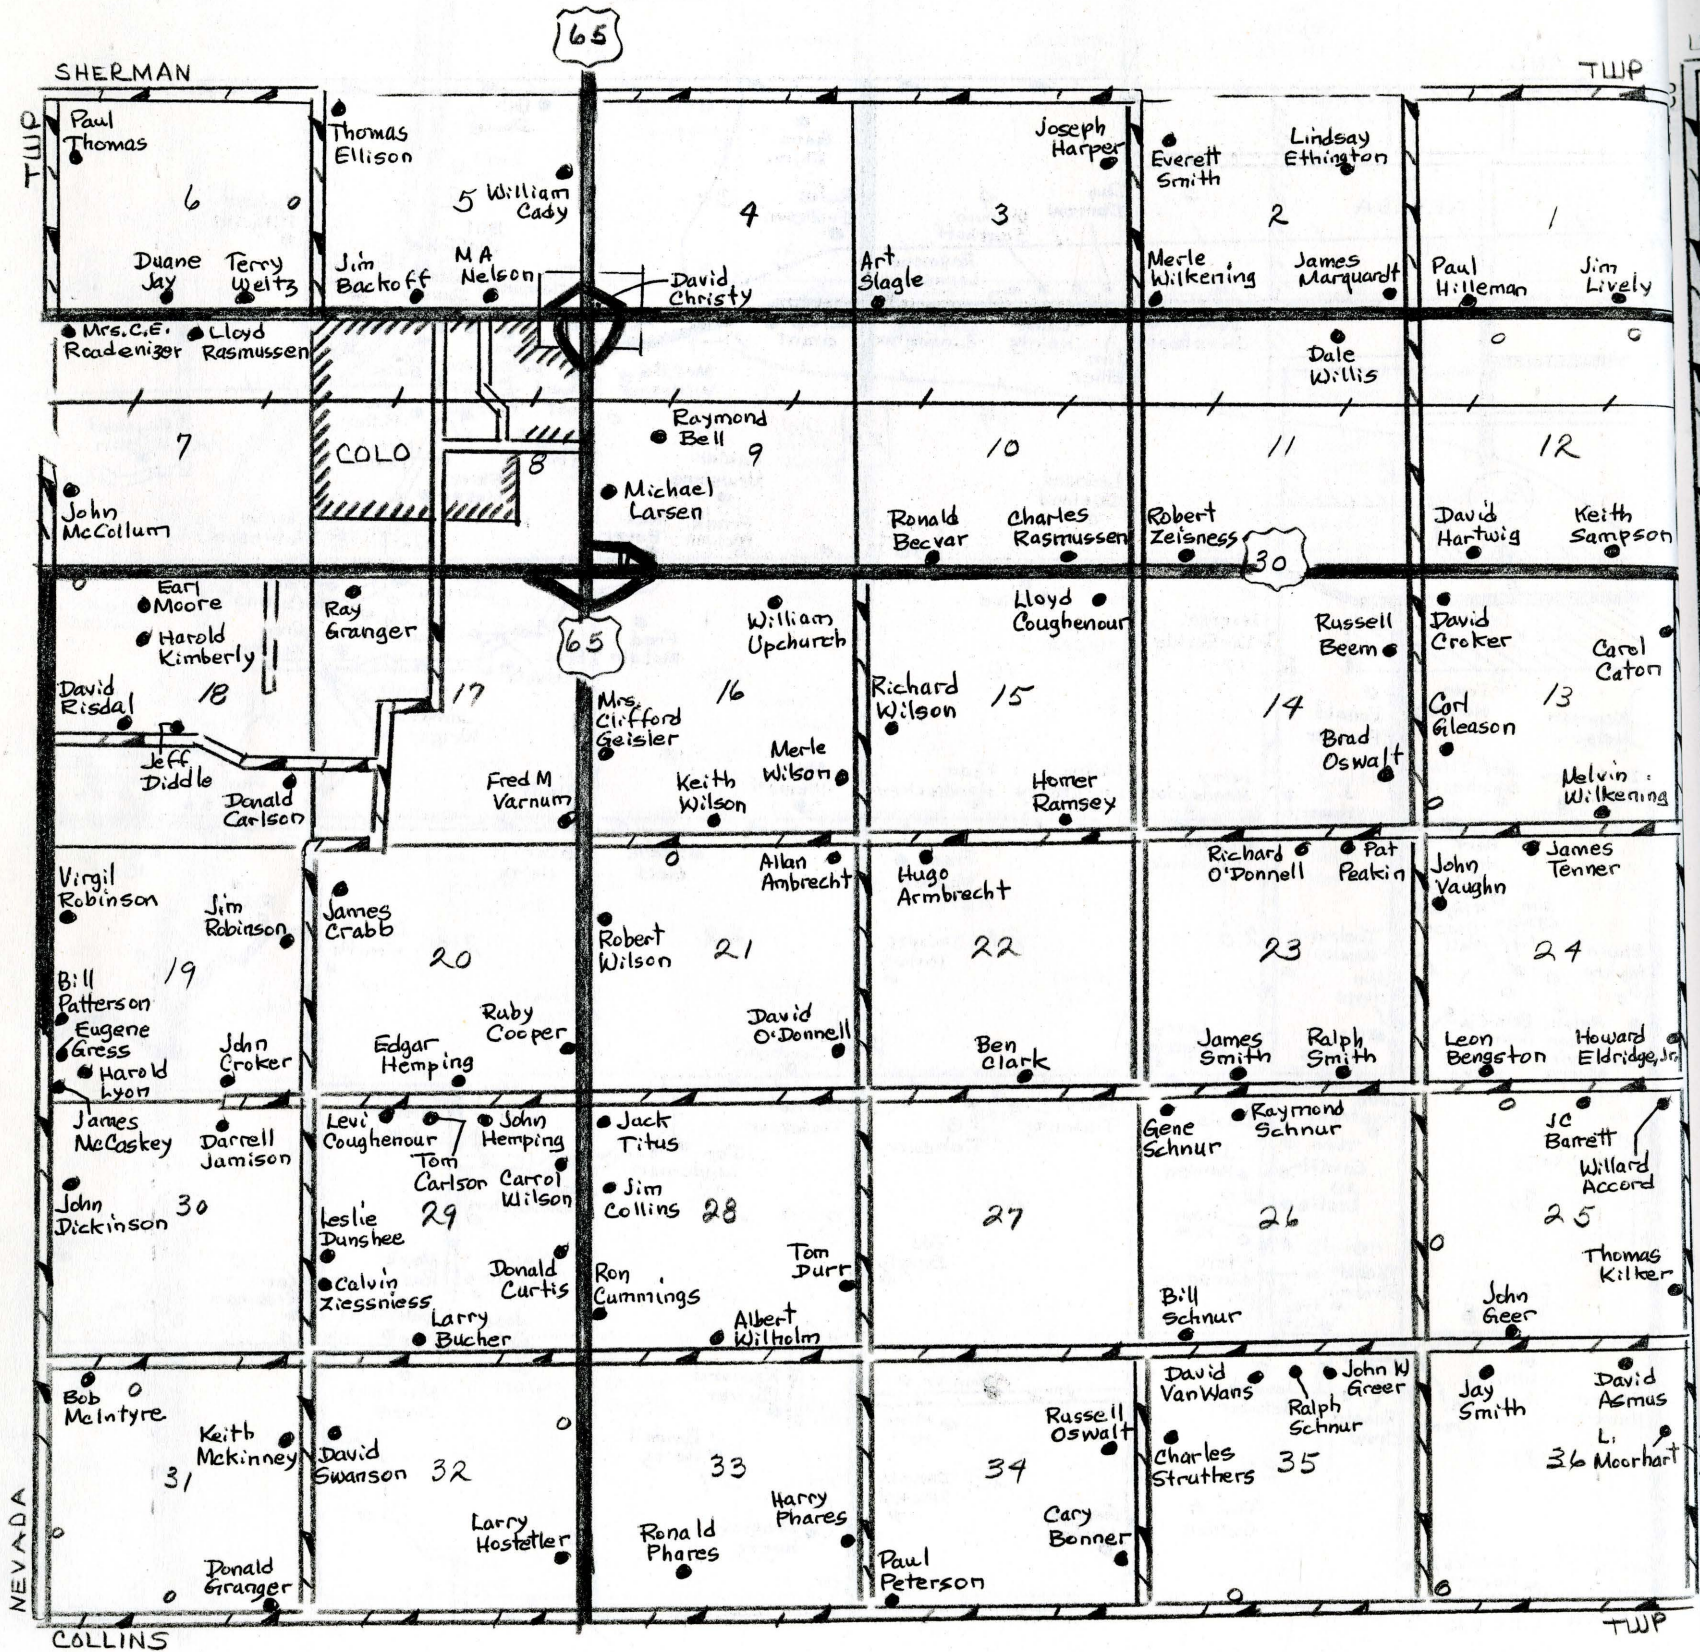 65
SHERMAN
TWP
TWP
Paul
Thomas
Thomas
Ellison
Joseph
Harper
Everett
Smith
Lindsay
Ethington
6
5
William
Cady
4
3
2
1
Duane
Jay
Terry
Weltz
Jim
Backoff
M A
Nelson
David
Christy
Art
Slagle
Merle
Wilkening
James
Marquardt
Paul
Hilleman
Jim
Lively
Mrs. C.E.
Roadenizer
Lloyd
Rasmussen
Dale
Willis
7
COLO
8
Raymond
Bell
9
10
11
12
John
McCollum
Michael
Larsen
Ronald
Becvar
Charles
Rasmussen
Robert
Zeisness
30
David
Hartwig
Keith
Sampson
Earl
Moore
Harold
Kimberly
Ray
Granger
65
William
Upchurch
Lloyd
Coughenour
Russell
Beem
David
Croker
Carol
Caton
David
Risdal
18
17
Mrs.
Clifford
Geisler
16
Richard
Wilson
15
14
Carl
Gleason
13
Jeff
Diddle
Donald
Carlson
Fred M
Varnum
Keith
Wilson
Merle
Wilson
Homer
Ramsey
Brad
Oswalt
Melvin
Wilkening
Virgil
Robinson
Jim
Robinson
James
Crabb
Allan
Ambrecht
Hugo
Armbrecht
Richard
O'Donnell
Pat
Peakin
John
Vaughn
James
Tenner
19
20
Robert
Wilson
21
22
23
24
Bill
Patterson
Eugene
Gress
Harold
Lyon
John
Croker
Edgar
Hemping
Ruby
Cooper
David
O'Donnell
Ben
Clark
James
Smith
Ralph
Smith
Leon
Bengston
Howard
Eldridge, Jr.
James
McCaskey
Darrell
Jamison
Levi
Coughenour
Tom
Carlson
John
Hemping
Carrol
Wilson
Jack
Titus
Gene
Schnur
Raymond
Schnur
JC
Barrett
Willard
Accord
John
Dickinson
30
Leslie
Dunshee
29
Jim
Collins
28
27
26
25
Calvin
Ziessniess
Donald
Curtis
Larry
Bucher
Ron
Cummings
Tom
Durr
Albert
Wilholm
Bill
Schnur
John
Geer
Thomas
Kilker
Bob
McIntyre
Keith
McKinney
David
Swanson
Russell
Oswalt
David
VanWans
Ralph
Schnur
John W
Greer
Jay
Smith
David
Asmus
31
32
33
34
Charles
Struthers
35
36
L.
Moorhart
NEVADA
Donald
Granger
Larry
Hostetler
Ronald
Phares
Harry
Phares
Paul
Peterson
Cary
Bonner
COLLINS
TWP